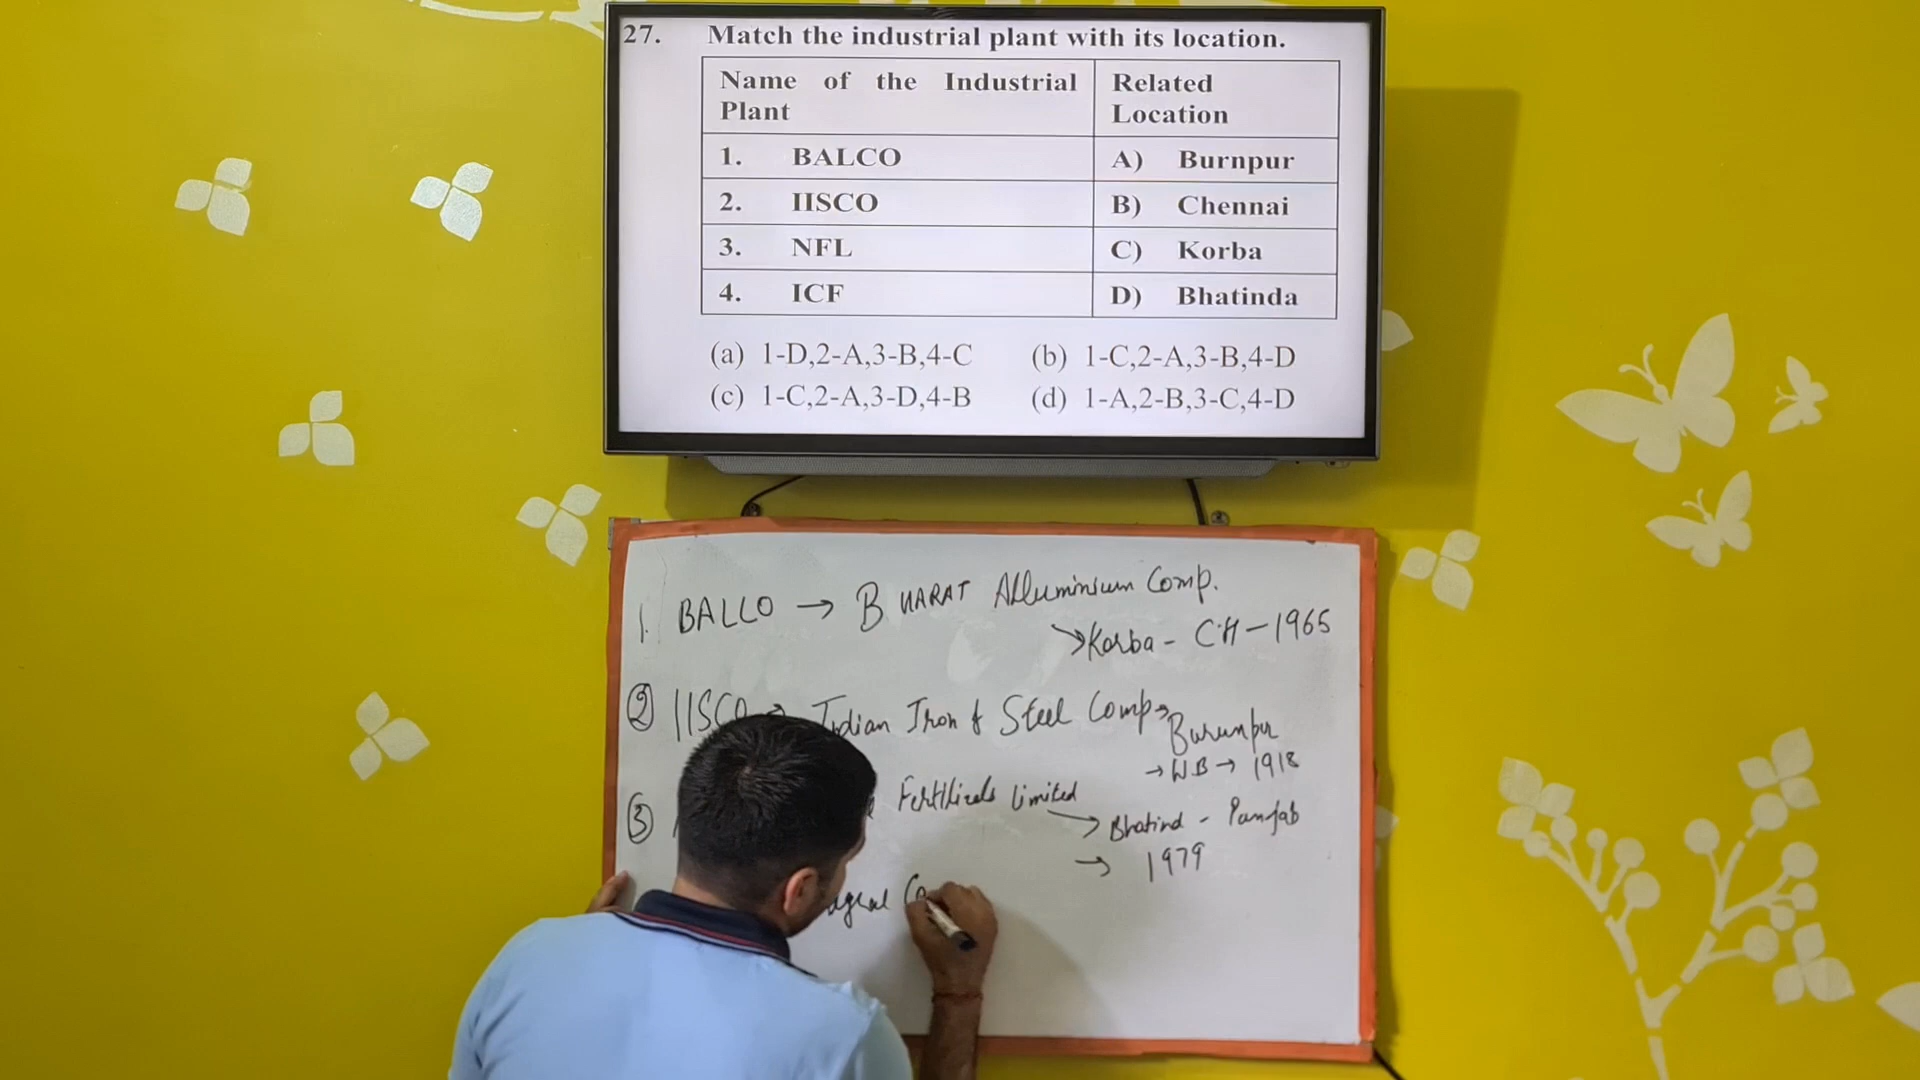 27. Match the industrial plant with its location.
Name of the Industrial Plant
Related Location
1. BALCO
A) Burnpur
2. IISCO
B) Chennai
3. NFL
C) Korba
4. ICF
D) Bhatinda
(a) 1-D,2-A,3-B,4-C
(b) 1-C,2-A,3-B,4-D
(c) 1-C,2-A,3-D,4-B
(d) 1-A,2-B,3-C,4-D
1. BALCO → BHARAT Alluminium Comp.
→ Korba - CH - 1965
② IISCO → Indian Iron & Steel Comp →
→ WB → 1918
③ Limited
→ Bhatind - Punjab
→ 1979